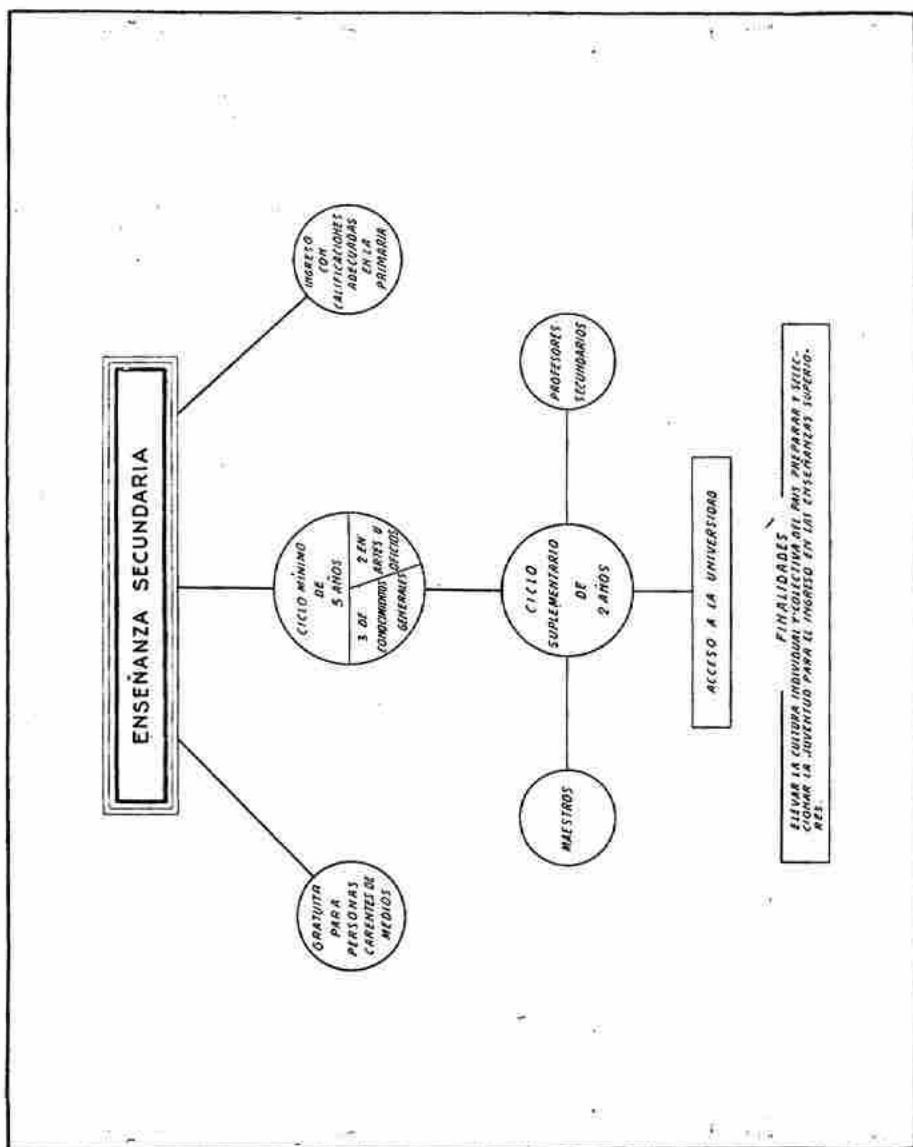 ENSEÑANZA SECUNDARIA
GRATUITA
PARA
PERSONAS
CARENTES DE
MEDIOS
CICLO MÍNIMO
DE
5 AÑOS
3 DE
CONOCIMIENTOS
GENERALES
2 EN
ARTES U
OFICIOS
INGRESO
CON
CALIFICACIONES
ADECUADAS
EN LA
PRIMARIA
MAESTROS
CICLO
SUPLEMENTARIO
DE
2 AÑOS
PROFESORES
SECUNDARIOS
ACCESO A LA UNIVERSIDAD
FINALIDADES
ELEVAR LA CULTURA INDIVIDUAL Y COLECTIVA DEL PAIS PREPARAR Y SELEC-
CIONAR LA JUVENTUD PARA EL INGRESO EN LAS ENSEÑANZAS SUPERIO-
RES.